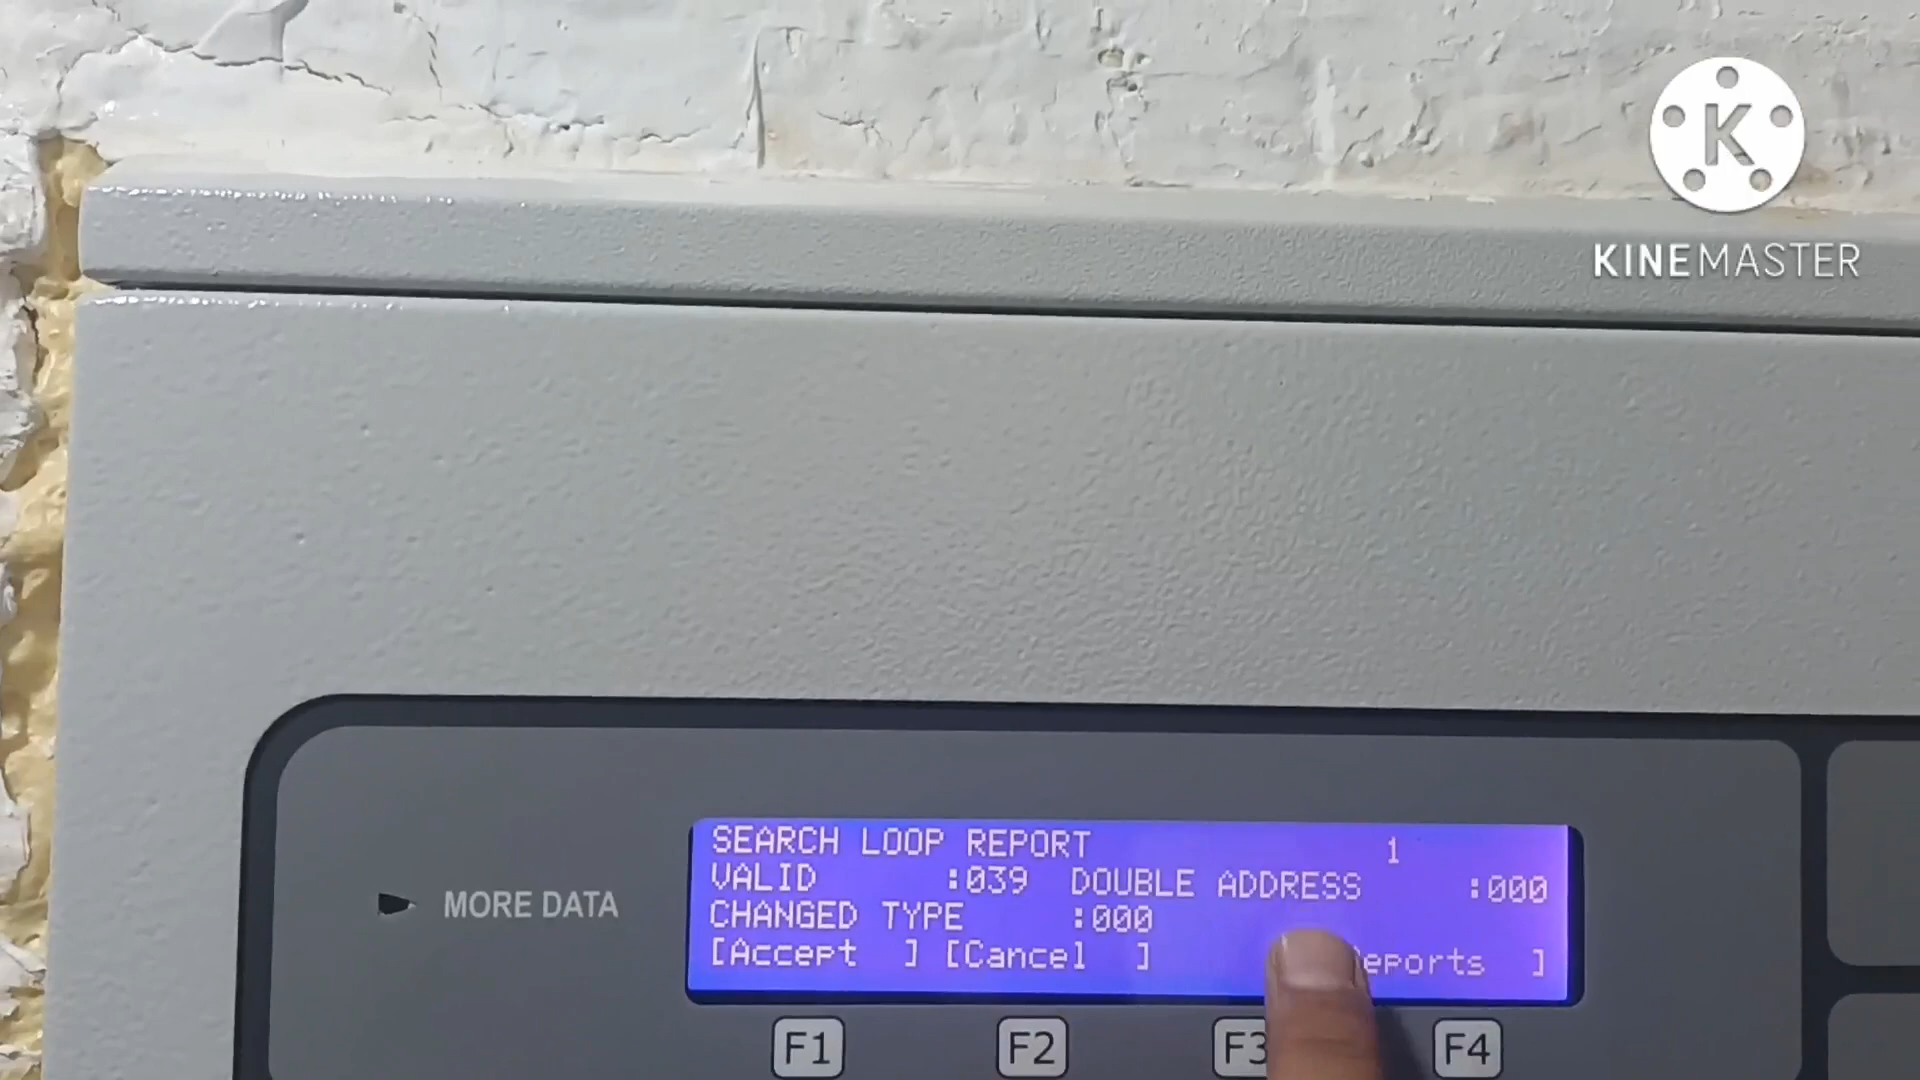 K
KINEMASTER
MORE DATA
SEARCH LOOP REPORT 1
VALID :039 DOUBLE ADDRESS :000
CHANGED TYPE :000
[Accept ] [Cancel ] eports ]
F1 F2 F3 F4